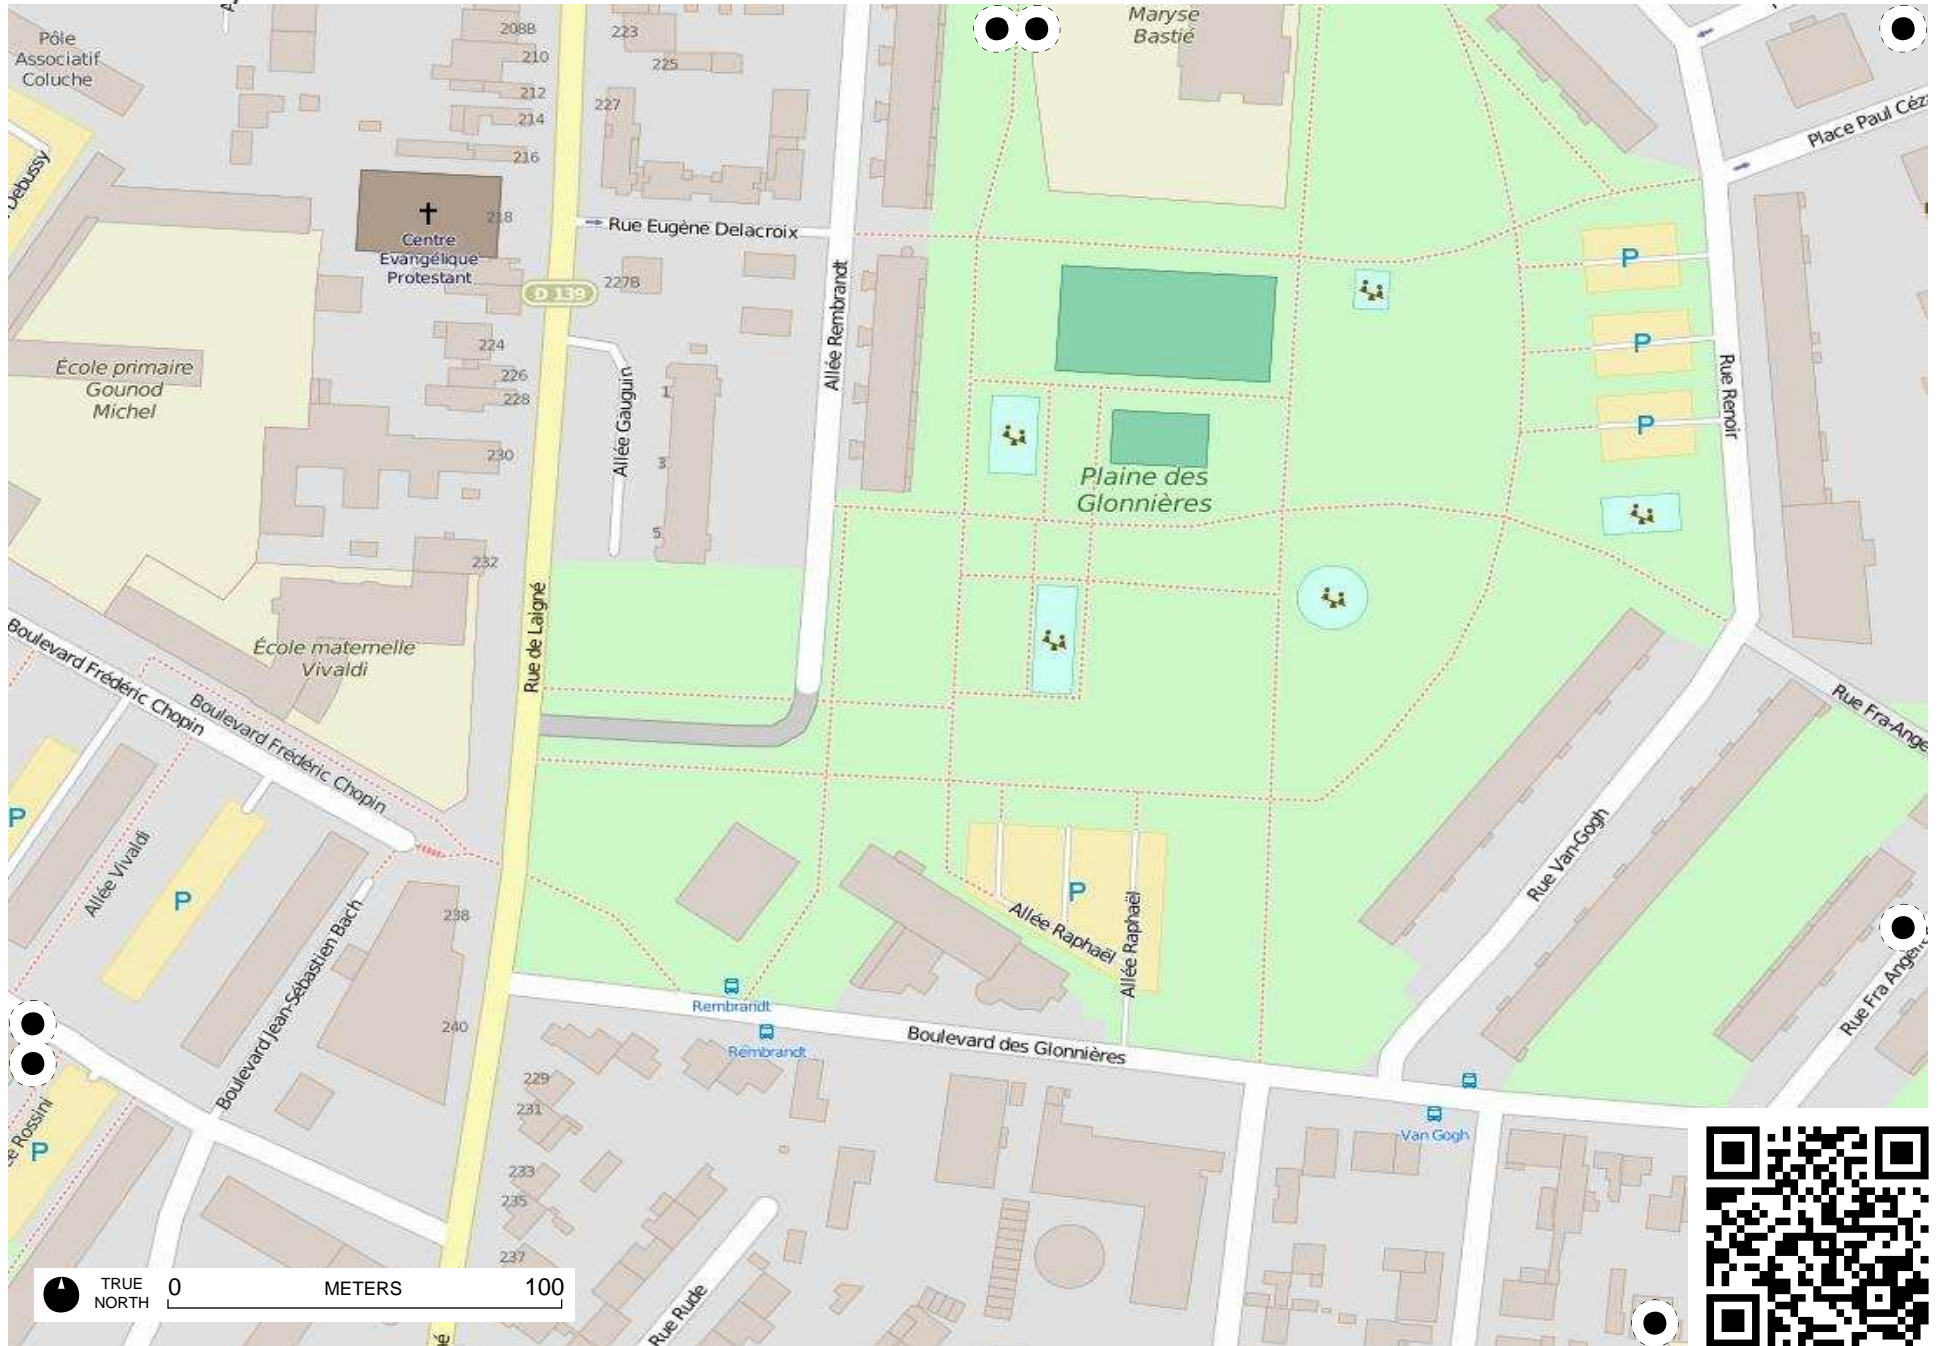 Pôle
Associatif
Coluche
208B
210
212
214
216
218
223
225
227
Maryse
Bastié
Place Paul Céz
Debussy
Centre
Evangélique
Protestant
Rue Eugène Delacroix
227B
D 139
Allée Rembrandt
224
226
228
230
232
École primaire
Gounod
Michel
Allée Gauguin
1
3
5
P
P
P
Rue Renoir
Plaine des
Glonnières
Rue de Laigné
École maternelle
Vivaldi
Boulevard Frédéric Chopin
Boulevard Frédéric Chopin
Rue Fra-Ange
P
Allée Vivaldi
P
Boulevard Jean-Sébastien Bach
238
240
P
Allée Raphaël
Allée Raphaël
Rue Van-Gogh
Rue Fra Angeli
Rembrandt
Rembrandt
Boulevard des Glonnières
Van Gogh
229
231
233
235
237
e Rossini
P
Rue Rude
né
TRUE
NORTH
0
METERS
100